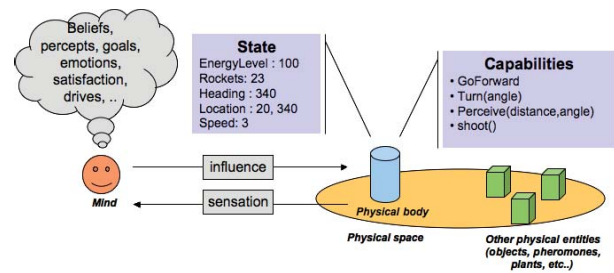 Beliefs,
percepts, goals,
emotions,
satisfaction,
drives, ..
Mind
State
EnergyLevel : 100
Rockets: 23
Heading : 340
Location : 20, 340
Speed: 3
Capabilities
• GoForward
• Turn(angle)
• Perceive(distance,angle)
• shoot()
influence
sensation
Physical body
Physical space
Other physical entities
(objects, pheromones,
plants, etc..)